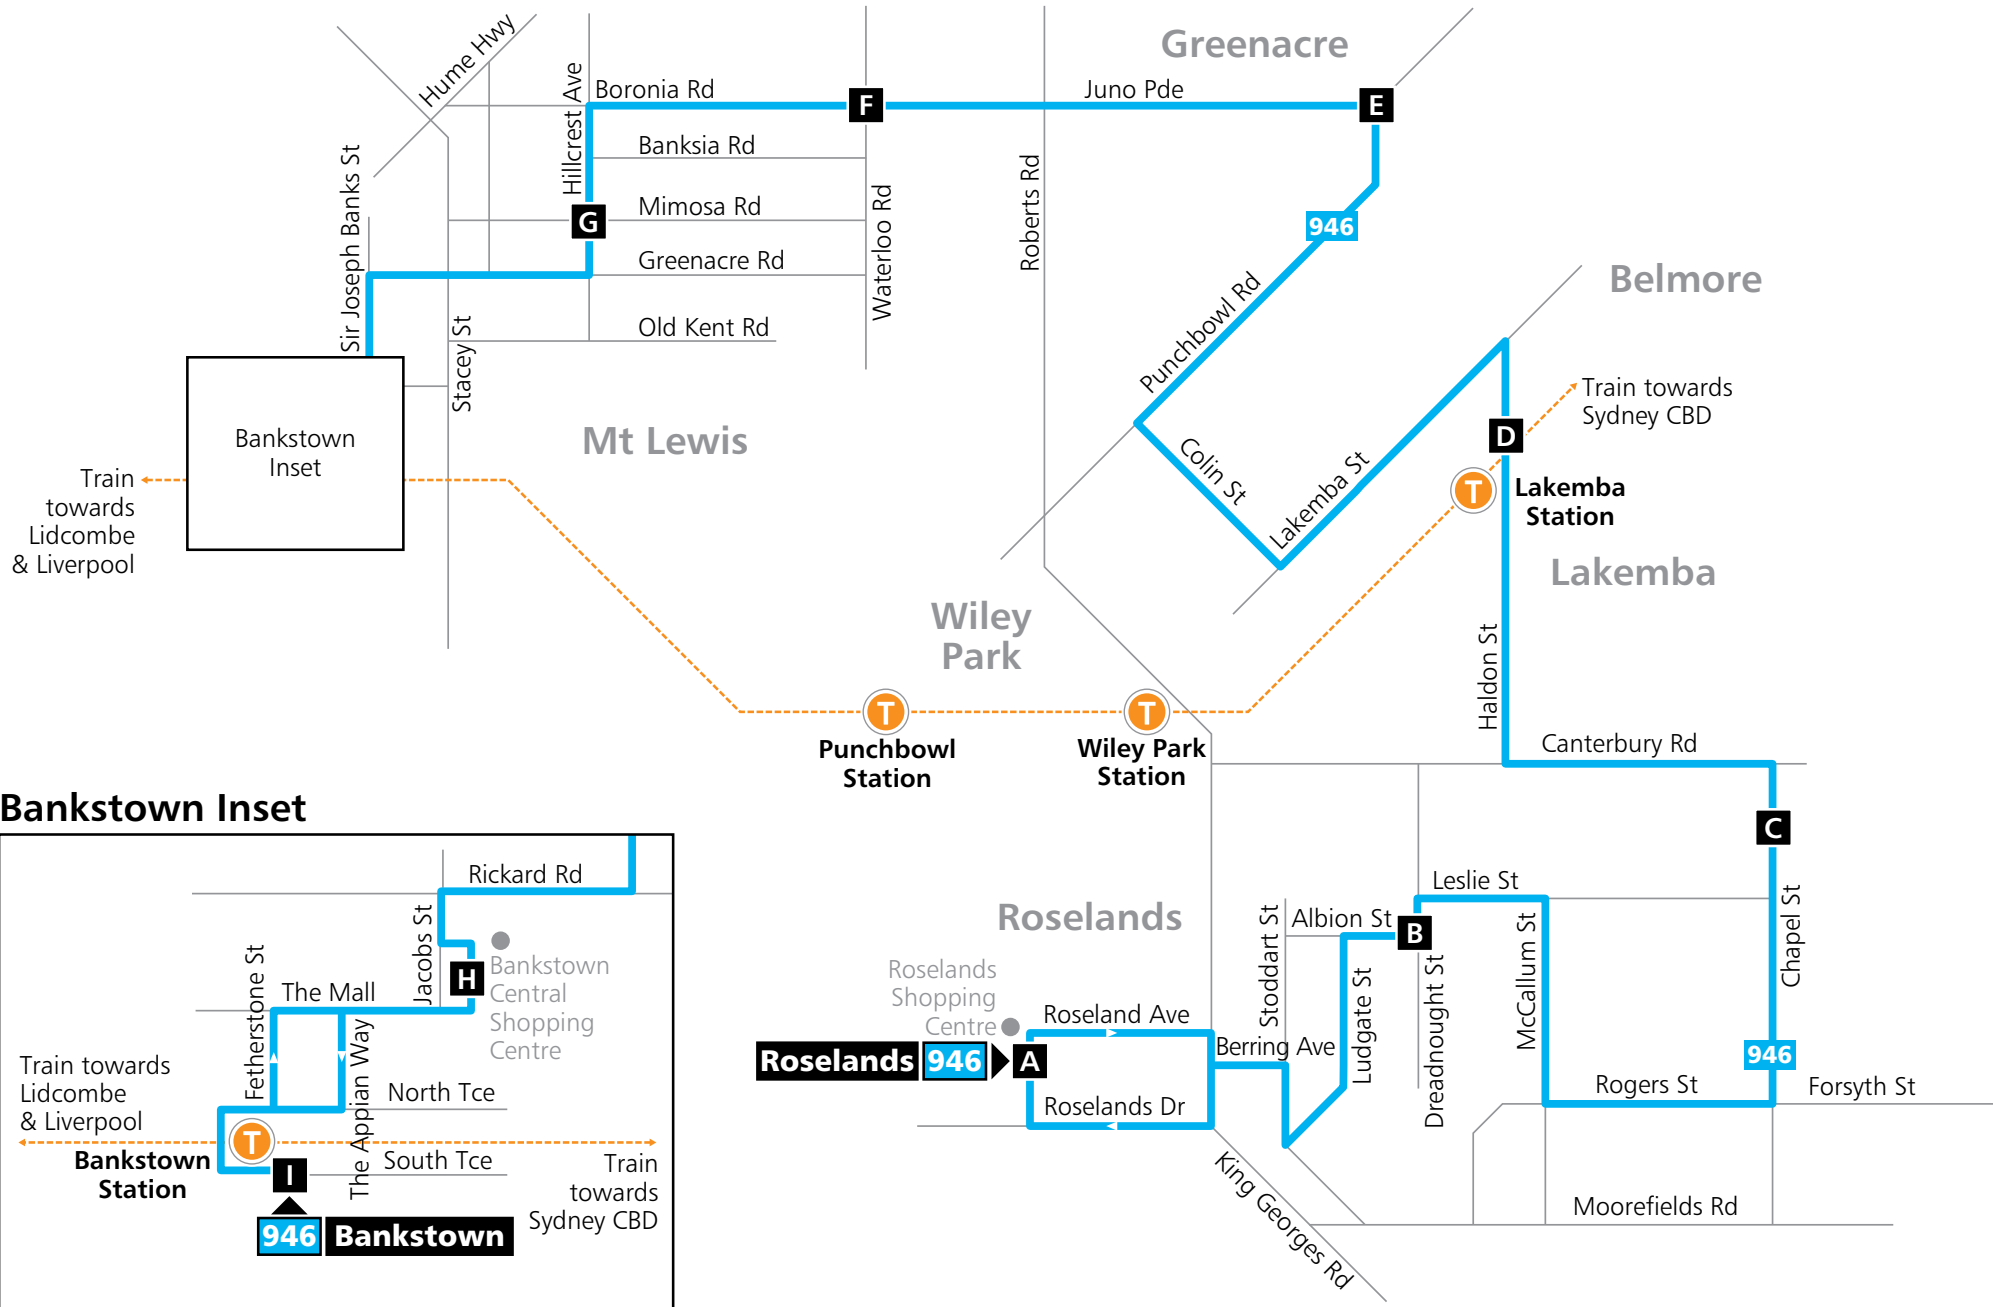 Greenacre
Hume Hwy
Hillcrest Ave
Boronia Rd
F
Juno Pde
E
Banksia Rd
Sir Joseph Banks St
Mimosa Rd
G
Waterloo Rd
Roberts Rd
946
Greenacre Rd
Belmore
Old Kent Rd
Stacey St
Punchbowl Rd
Train towards
Sydney CBD
Bankstown
Inset
Mt Lewis
D
Colin St
Lakemba St
Train
towards
Lidcombe
& Liverpool
T
Lakemba
Station
Lakemba
Wiley
Park
Haldon St
T
Punchbowl
Station
T
Wiley Park
Station
Canterbury Rd
C
Bankstown Inset
Rickard Rd
Jacobs St
Fetherstone St
H
Bankstown
Central
Shopping
Centre
The Mall
The Appian Way
North Tce
Train towards
Lidcombe
& Liverpool
T
Bankstown
Station
South Tce
I
Train
towards
Sydney CBD
946 Bankstown
Roselands
Leslie St
Albion St
B
Stoddart St
Ludgate St
Dreadnought St
McCallum St
Chapel St
Roselands
Shopping
Centre
Roseland Ave
Berring Ave
Roselands 946 A
Roselands Dr
946
Rogers St
Forsyth St
King Georges Rd
Moorefields Rd